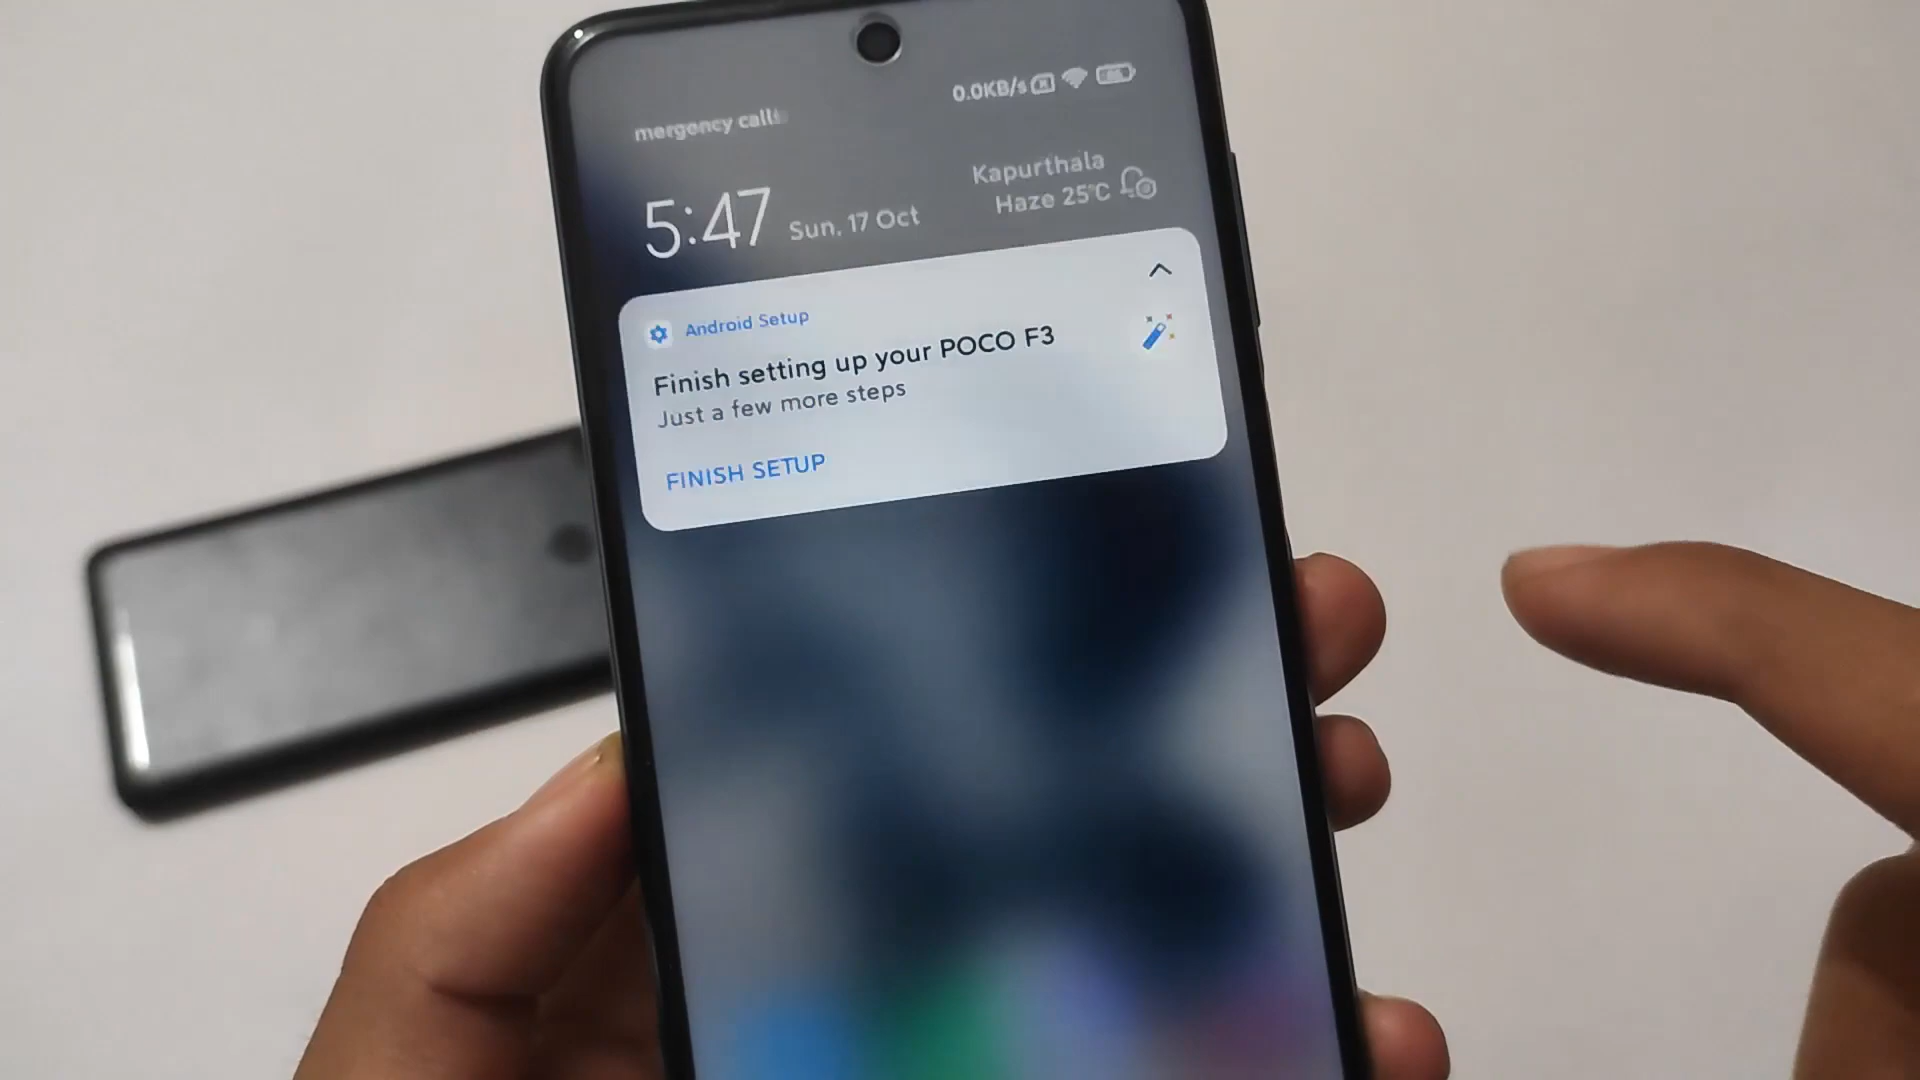 mergency calls
0.0KB/s
Kapurthala
Haze 25°C
5:47 Sun, 17 Oct
Android Setup
Finish setting up your POCO F3
Just a few more steps
FINISH SETUP